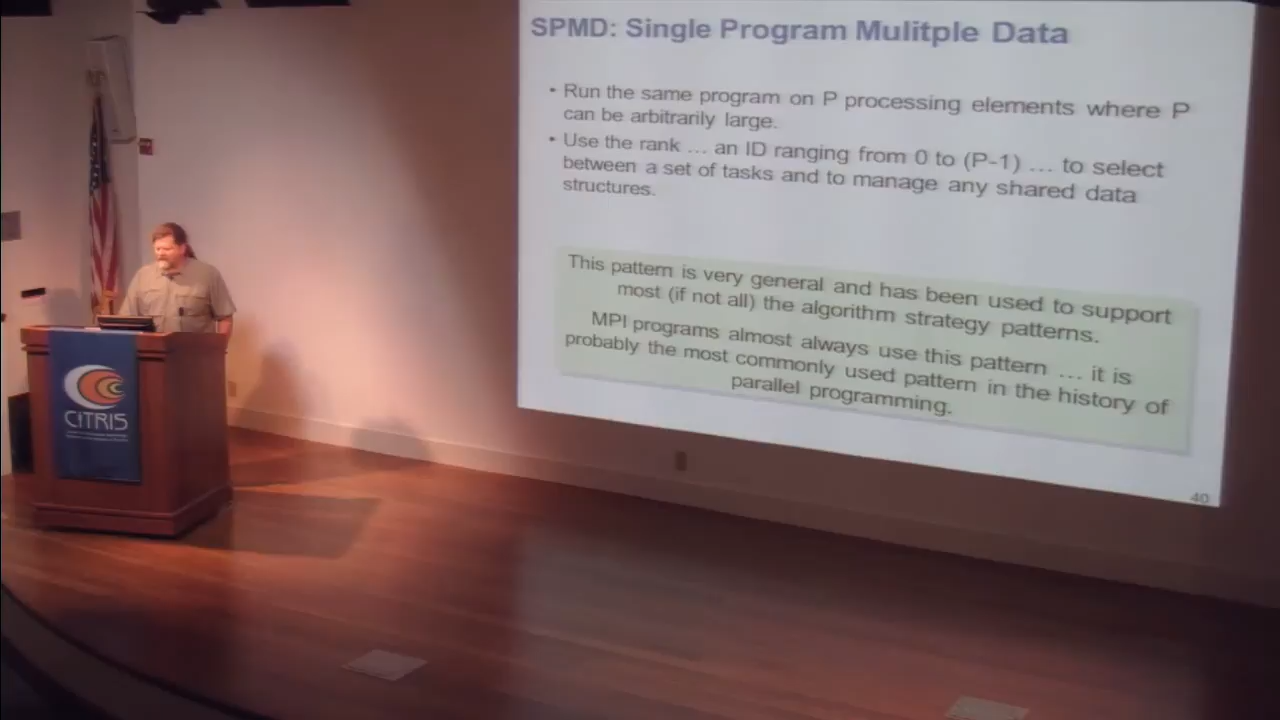 SPMD: Single Program Mulitple Data
• Run the same program on P processing elements where P
can be arbitrarily large.
• Use the rank … an ID ranging from 0 to (P-1) … to select
between a set of tasks and to manage any shared data
structures.
This pattern is very general and has been used to support
most (if not all) the algorithm strategy patterns.
MPI programs almost always use this pattern … it is
probably the most commonly used pattern in the history of
parallel programming.
40
CITRIS